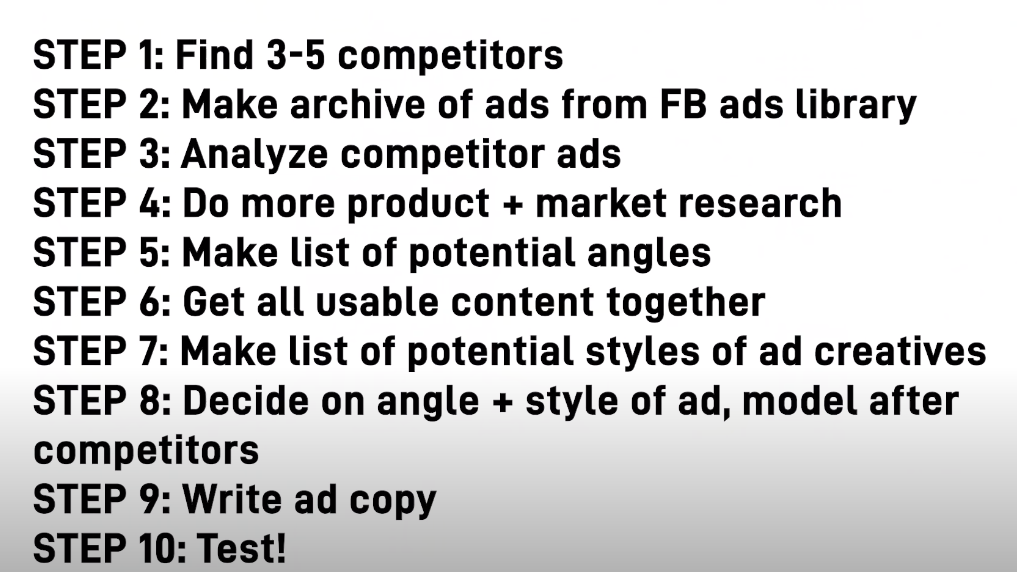 STEP 1: Find 3-5 competitors
STEP 2: Make archive of ads from FB ads library
STEP 3: Analyze competitor ads
STEP 4: Do more product + market research
STEP 5: Make list of potential angles
STEP 6: Get all usable content together
STEP 7: Make list of potential styles of ad creatives
STEP 8: Decide on angle + style of ad, model after
competitors
STEP 9: Write ad copy
STEP 10: Test!